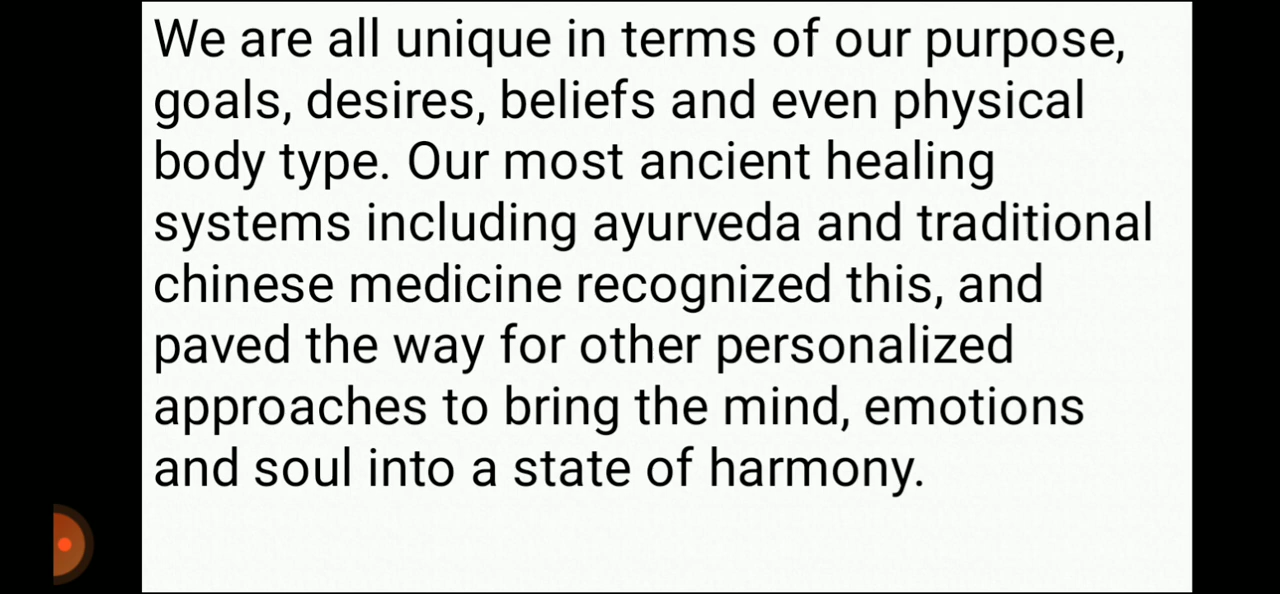 We are all unique in terms of our purpose,
goals, desires, beliefs and even physical
body type. Our most ancient healing
systems including ayurveda and traditional
chinese medicine recognized this, and
paved the way for other personalized
approaches to bring the mind, emotions
and soul into a state of harmony.